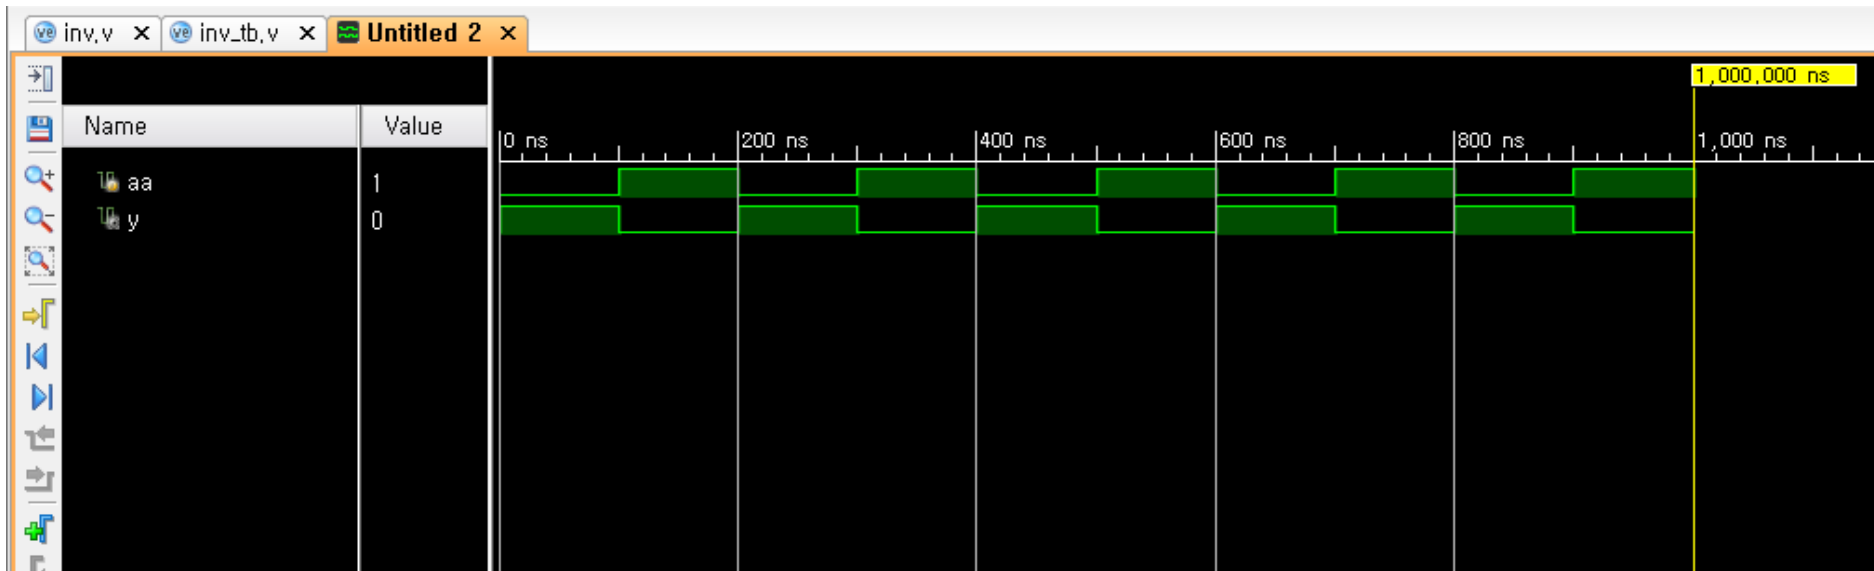 inv.v inv_tb.v Untitled 2
1,000,000 ns
Name Value
0 ns 200 ns 400 ns 600 ns 800 ns 1,000 ns
aa 1
y 0